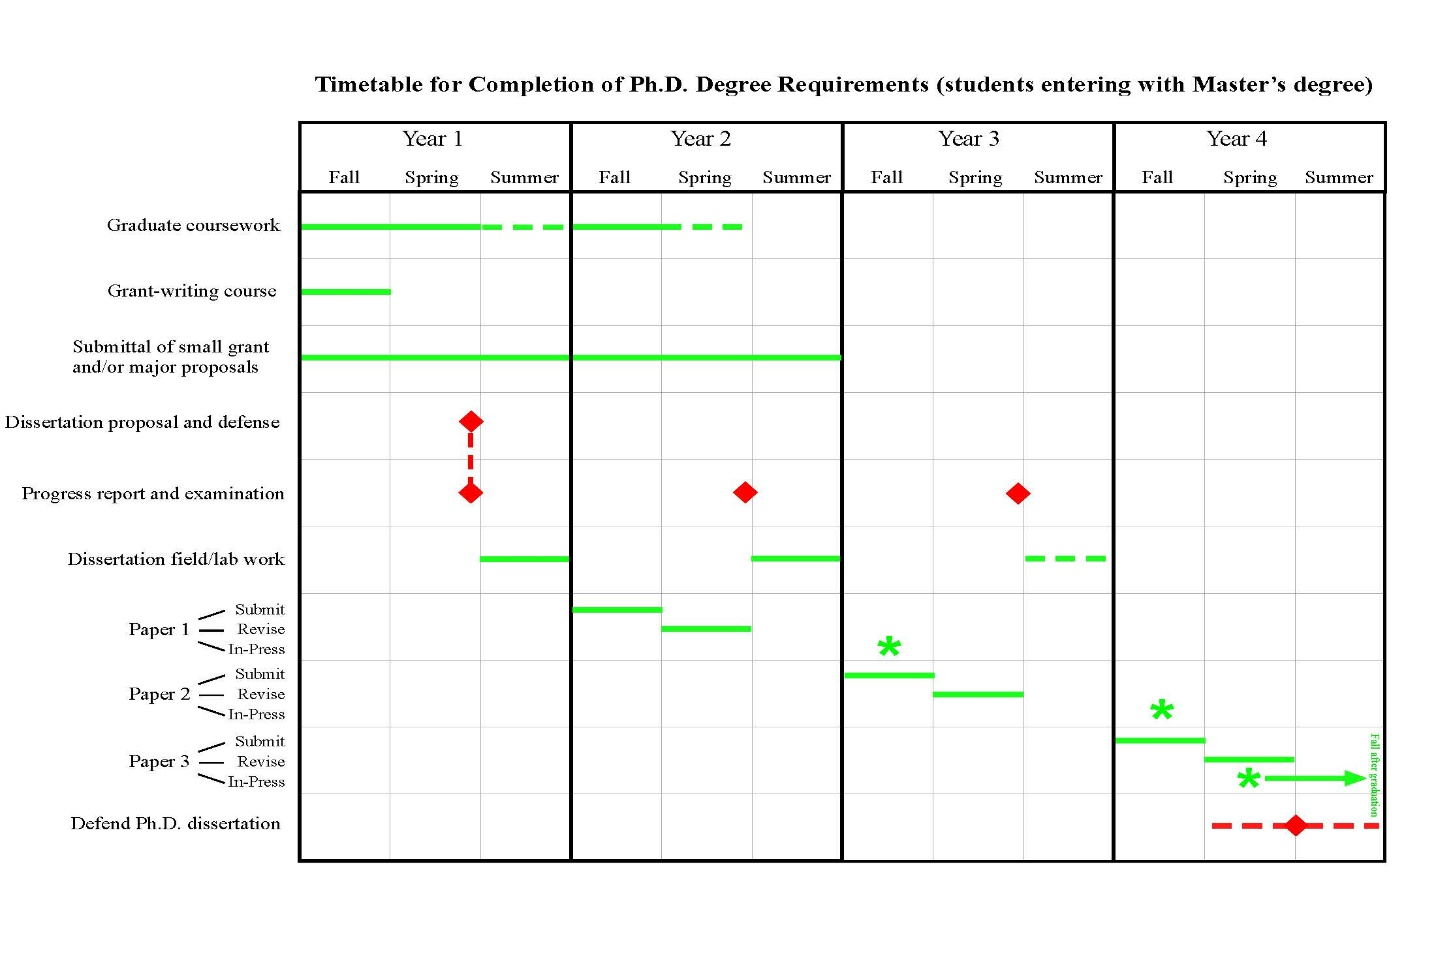 Timetable for Completion of Ph.D. Degree Requirements (students entering with Master's degree)
Year 1 Year 2 Year 3 Year 4
Fall Spring Summer Fall Spring Summer Fall Spring Summer Fall Spring Summer
Graduate coursework
Grant-writing course
Submittal of small grant
and/or major proposals
Dissertation proposal and defense
Progress report and examination
Dissertation field/lab work
Submit
Paper 1 Revise
In-Press
*
Submit
Paper 2 Revise
In-Press
*
Submit
Paper 3 Revise
In-Press
*
Fall after graduation
Defend Ph.D. dissertation